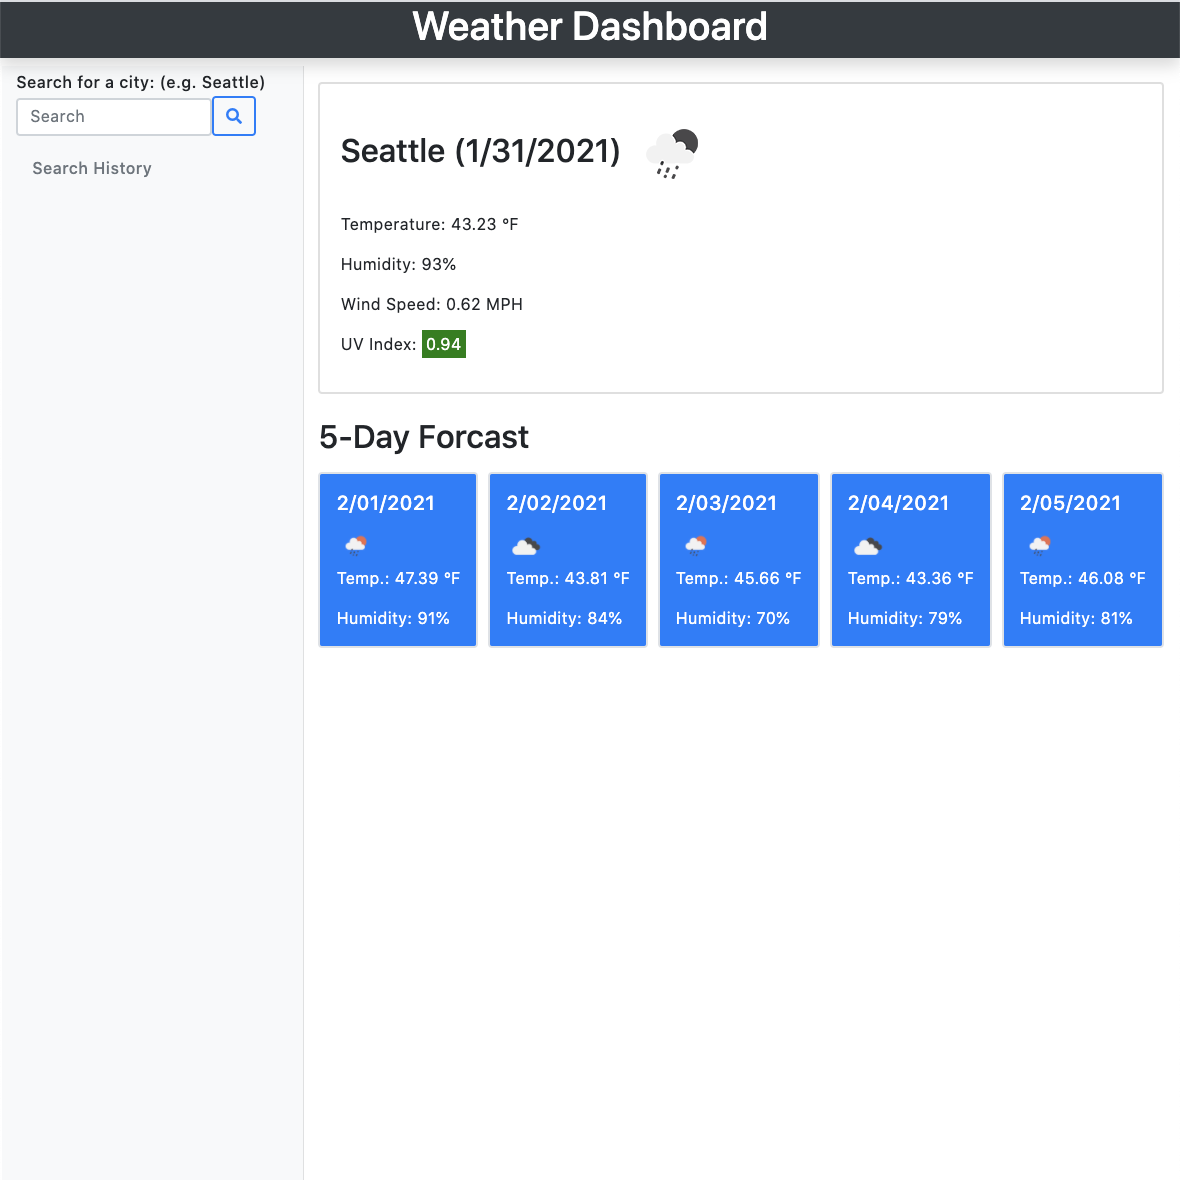 Weather Dashboard
Search for a city: (e.g. Seattle)
Search
Search History
Seattle (1/31/2021)
Temperature: 43.23 °F
Humidity: 93%
Wind Speed: 0.62 MPH
UV Index: 0.94
5-Day Forcast
2/01/2021
Temp.: 47.39 °F
Humidity: 91%
2/02/2021
Temp.: 43.81 °F
Humidity: 84%
2/03/2021
Temp.: 45.66 °F
Humidity: 70%
2/04/2021
Temp.: 43.36 °F
Humidity: 79%
2/05/2021
Temp.: 46.08 °F
Humidity: 81%